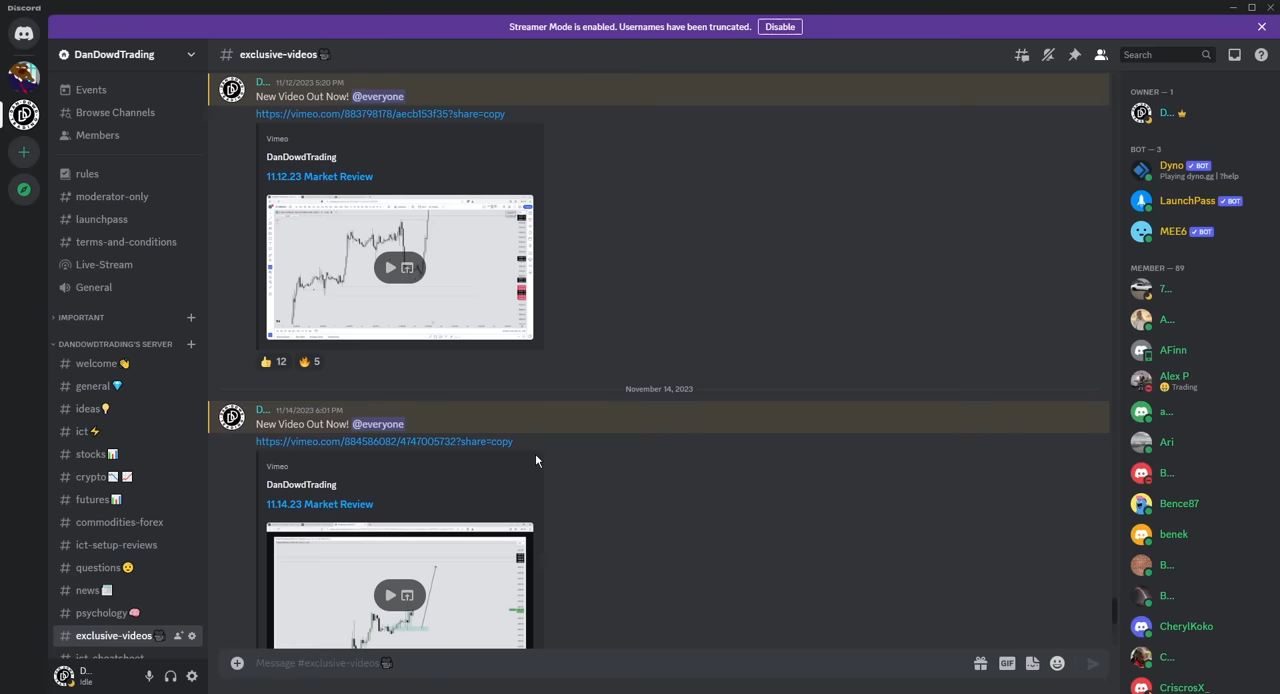 Discord
Streamer Mode is enabled. Usernames have been truncated. Disable
DanDowdTrading
Events
Browse Channels
Members
rules
moderator-only
launchpass
terms-and-conditions
Live-Stream
General
IMPORTANT
DANDOWDTRADING'S SERVER
welcome 👋
general 💎
ideas💡
ict⚡
stocks📊
crypto📉📈
futures📊
commodities-forex
ict-setup-reviews
questions🤨
news📰
psychology🧠
exclusive-videos🎥
ict-cheatsheet
D...
Idle
# exclusive-videos🎥
Search
D... 11/12/2023 5:20 PM
New Video Out Now! @everyone
https://vimeo.com/883798178/aecb153f35?share=copy
Vimeo
DanDowdTrading
11.12.23 Market Review
👍 12 🔥 5
November 14, 2023
D... 11/14/2023 6:01 PM
New Video Out Now! @everyone
https://vimeo.com/884586082/4747005732?share=copy
Vimeo
DanDowdTrading
11.14.23 Market Review
Message #exclusive-videos🎥
GIF
OWNER — 1
D...
BOT — 3
Dyno ✓ BOT
Playing dyno.gg | ?help
LaunchPass ✓ BOT
MEE6 ✓ BOT
MEMBER — 89
7...
A...
AFinn
Alex P
Trading
a...
Ari
B...
Bence87
benek
B...
B...
CherylKoko
C...
CriscrosX_